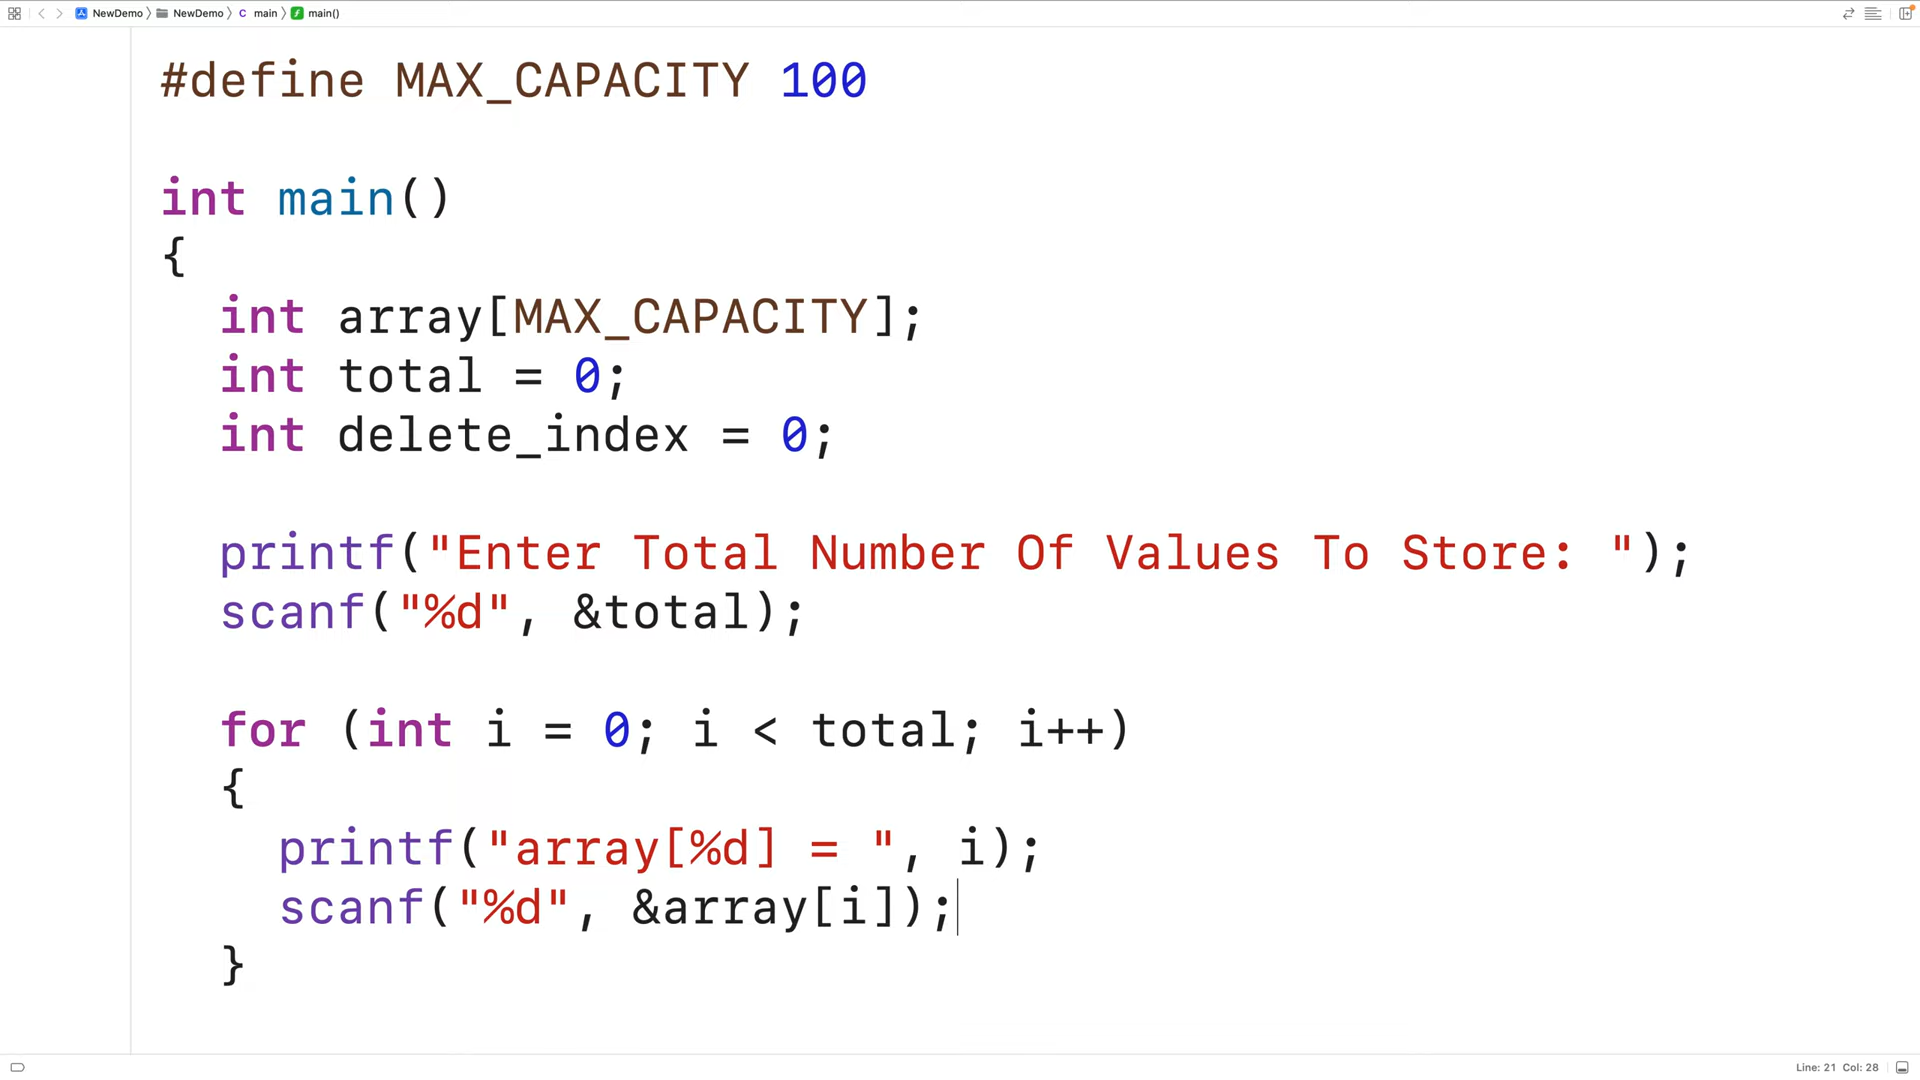 NewDemo NewDemo C main f main()
#define MAX_CAPACITY 100
int main()
{
int array[MAX_CAPACITY];
int total = 0;
int delete_index = 0;
printf("Enter Total Number Of Values To Store: ");
scanf("%d", &total);
for (int i = 0; i < total; i++)
{
printf("array[%d] = ", i);
scanf("%d", &array[i]);
}
Line: 21 Col: 28